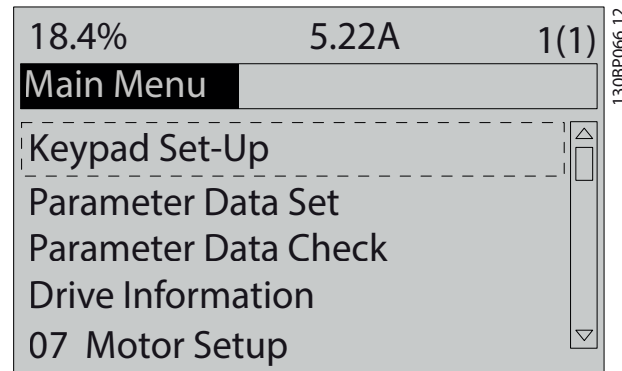 18.4% 5.22A 1(1)
Main Menu
Keypad Set-Up
Parameter Data Set
Parameter Data Check
Drive Information
07 Motor Setup
130BP066.12